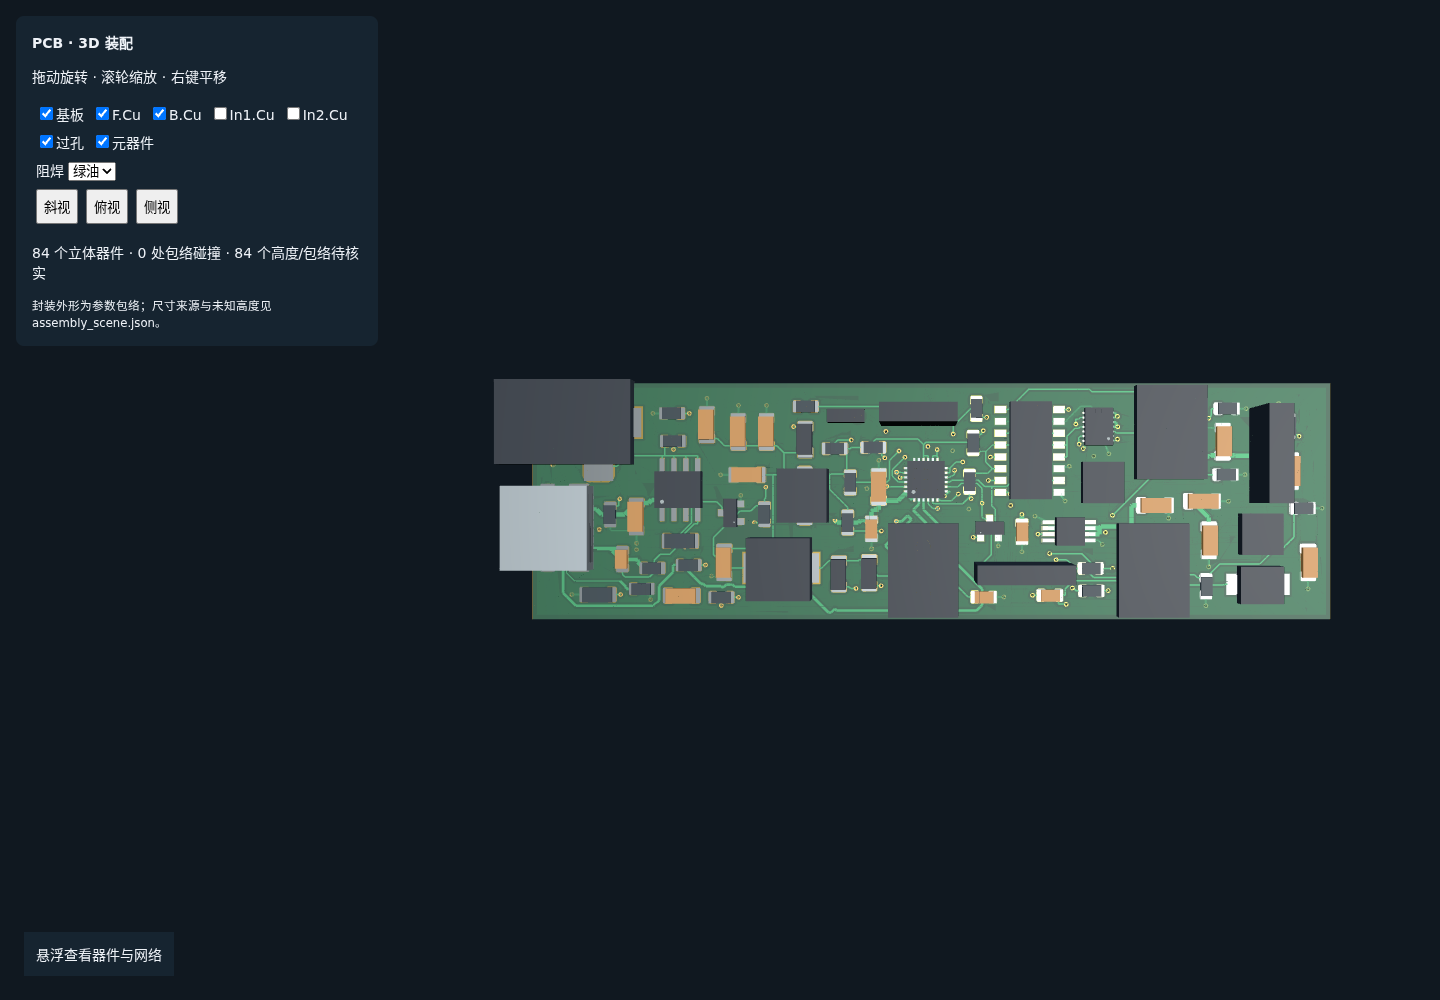 PCB · 3D 装配
拖动旋转 · 滚轮缩放 · 右键平移
基板 F.Cu B.Cu In1.Cu In2.Cu
过孔 元器件
阻焊 绿油
斜视 俯视 侧视
84 个立体器件 · 0 处包络碰撞 · 84 个高度/包络待核
实
封装外形为参数包络；尺寸来源与未知高度见
assembly_scene.json。
悬浮查看器件与网络